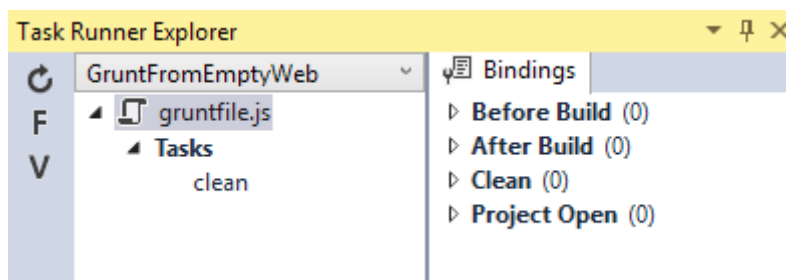 Task Runner Explorer
GruntFromEmptyWeb
F
V
gruntfile.js
Tasks
clean
Bindings
Before Build (0)
After Build (0)
Clean (0)
Project Open (0)